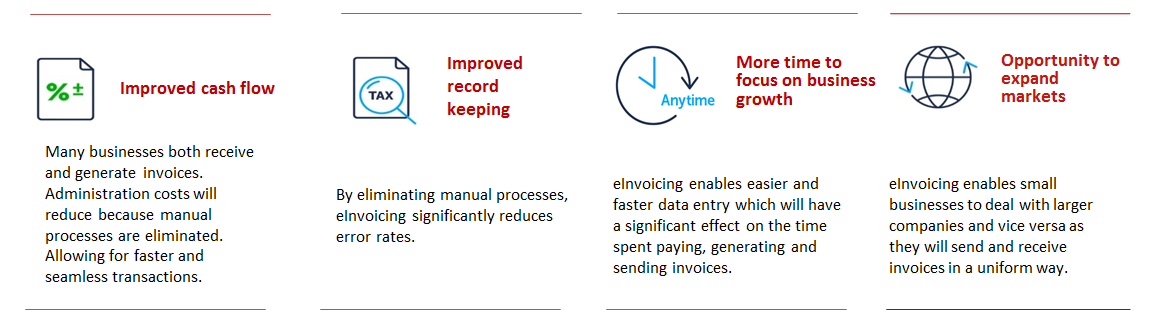 %±
Improved cash flow
Many businesses both receive
and generate invoices.
Administration costs will
reduce because manual
processes are eliminated.
Allowing for faster and
seamless transactions.
TAX
Improved
record
keeping
By eliminating manual processes,
eInvoicing significantly reduces
error rates.
Anytime
More time to
focus on business
growth
eInvoicing enables easier and
faster data entry which will have
a significant effect on the time
spent paying, generating and
sending invoices.
Opportunity to
expand
markets
eInvoicing enables small
businesses to deal with larger
companies and vice versa as
they will send and receive
invoices in a uniform way.